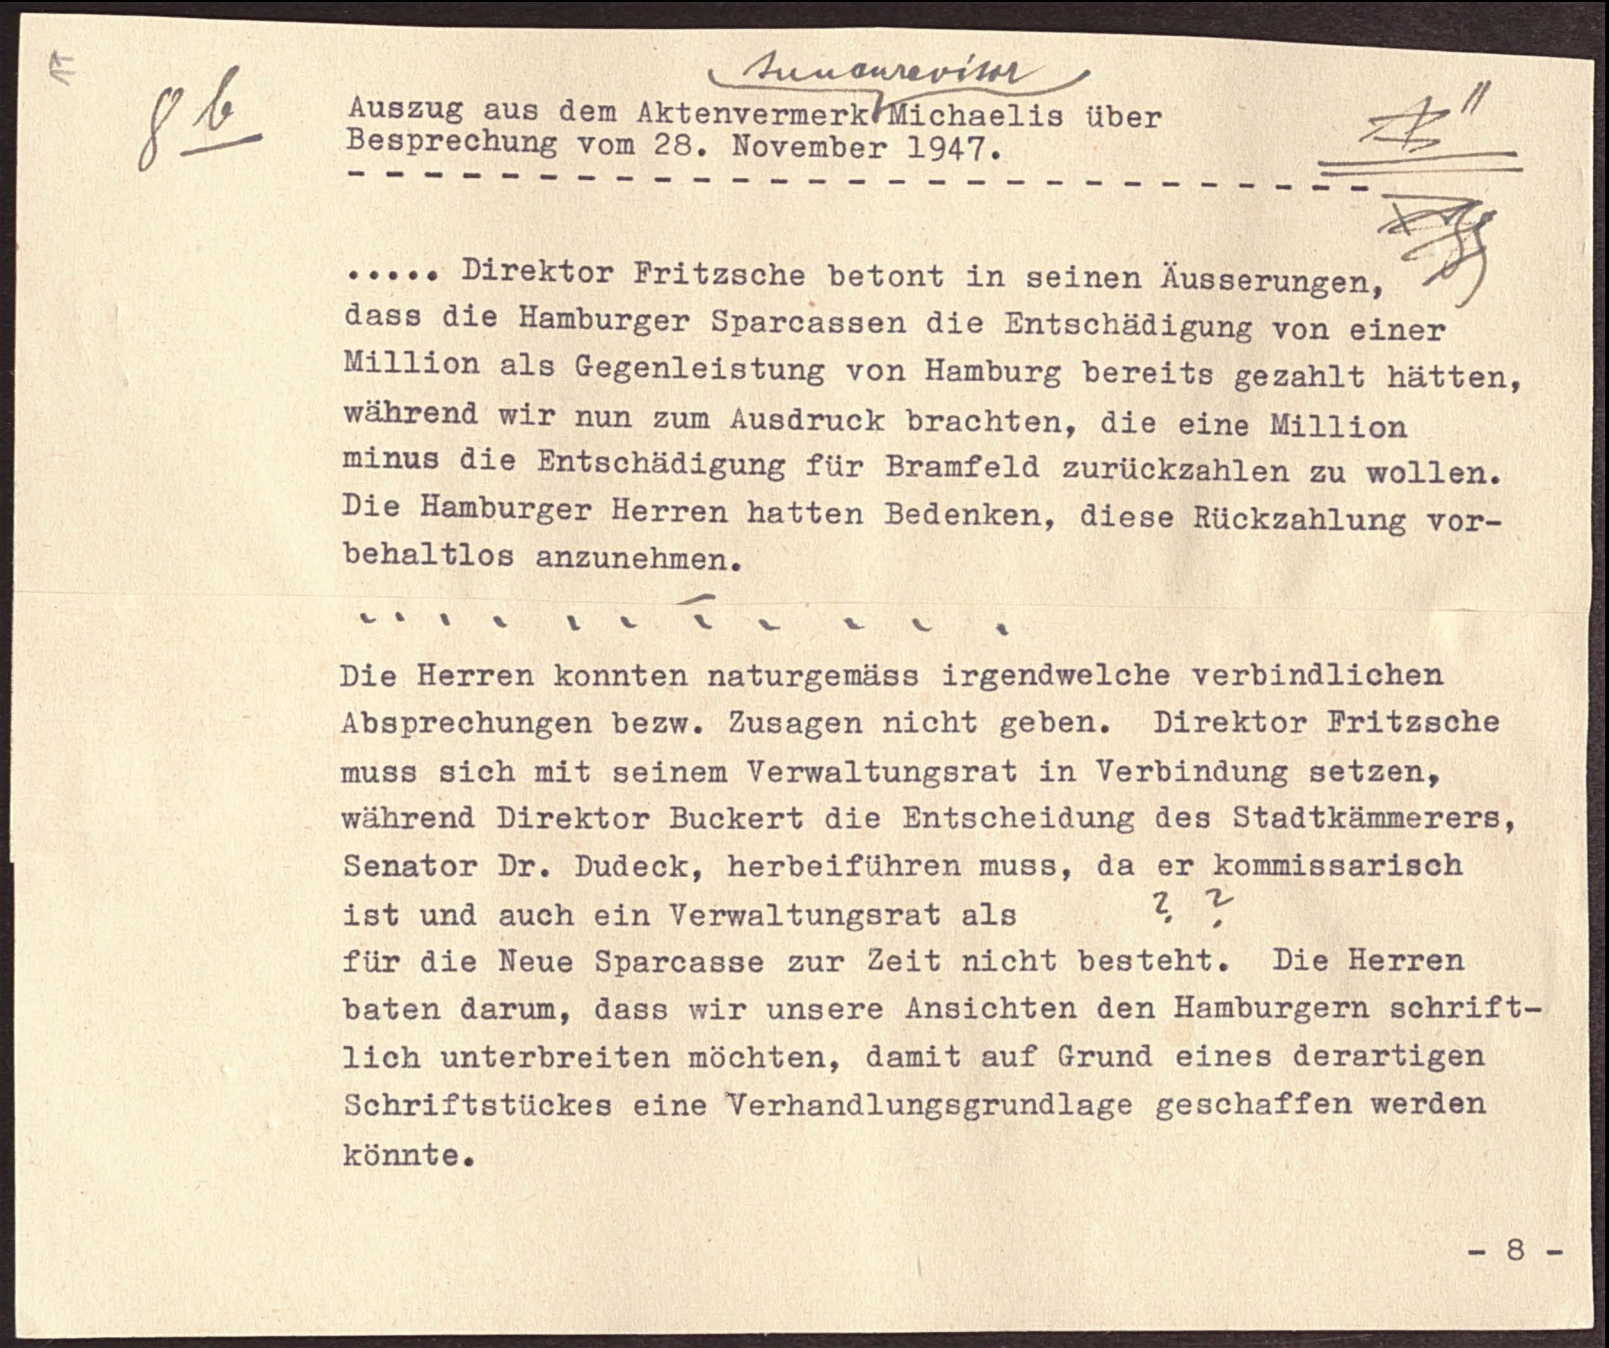 8 b
Auszug aus dem Aktenvermerk Michaelis über
Besprechung vom 28. November 1947.
- - - - - - - - - - - - - - - - - - - - - - - - - - -
..... Direktor Fritzsche betont in seinen Äusserungen,
dass die Hamburger Sparcassen die Entschädigung von einer
Million als Gegenleistung von Hamburg bereits gezahlt hätten,
während wir nun zum Ausdruck brachten, die eine Million
minus die Entschädigung für Bramfeld zurückzahlen zu wollen.
Die Hamburger Herren hatten Bedenken, diese Rückzahlung vor-
behaltlos anzunehmen.
. . . . . . . . . . .
Die Herren konnten naturgemäss irgendwelche verbindlichen
Absprechungen bezw. Zusagen nicht geben. Direktor Fritzsche
muss sich mit seinem Verwaltungsrat in Verbindung setzen,
während Direktor Buckert die Entscheidung des Stadtkämmerers,
Senator Dr. Dudeck, herbeiführen muss, da er kommissarisch
ist und auch ein Verwaltungsrat als ? ?
für die Neue Sparcasse zur Zeit nicht besteht. Die Herren
baten darum, dass wir unsere Ansichten den Hamburgern schrift-
lich unterbreiten möchten, damit auf Grund eines derartigen
Schriftstückes eine Verhandlungsgrundlage geschaffen werden
könnte.
- 8 -